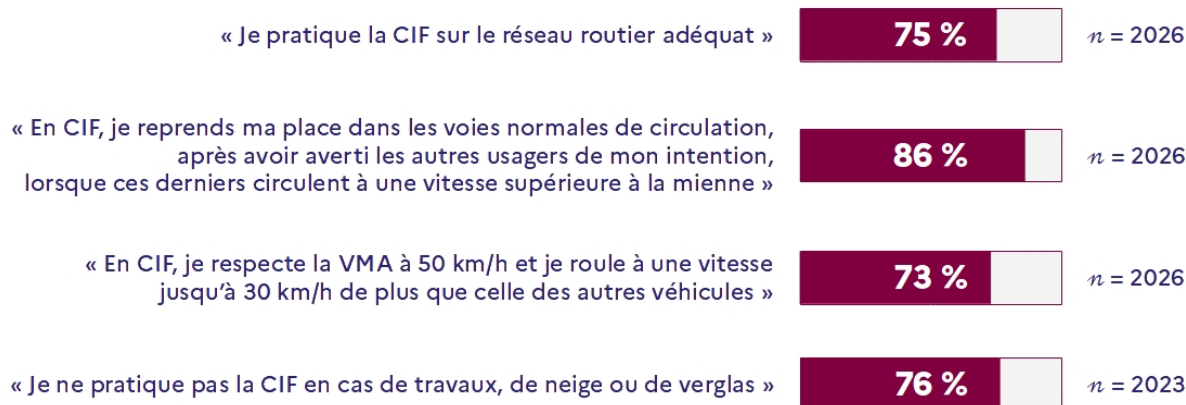 « Je pratique la CIF sur le réseau routier adéquat » 75 % n = 2026
« En CIF, je reprends ma place dans les voies normales de circulation,
après avoir averti les autres usagers de mon intention,
lorsque ces derniers circulent à une vitesse supérieure à la mienne » 86 % n = 2026
« En CIF, je respecte la VMA à 50 km/h et je roule à une vitesse
jusqu’à 30 km/h de plus que celle des autres véhicules » 73 % n = 2026
« Je ne pratique pas la CIF en cas de travaux, de neige ou de verglas » 76 % n = 2023